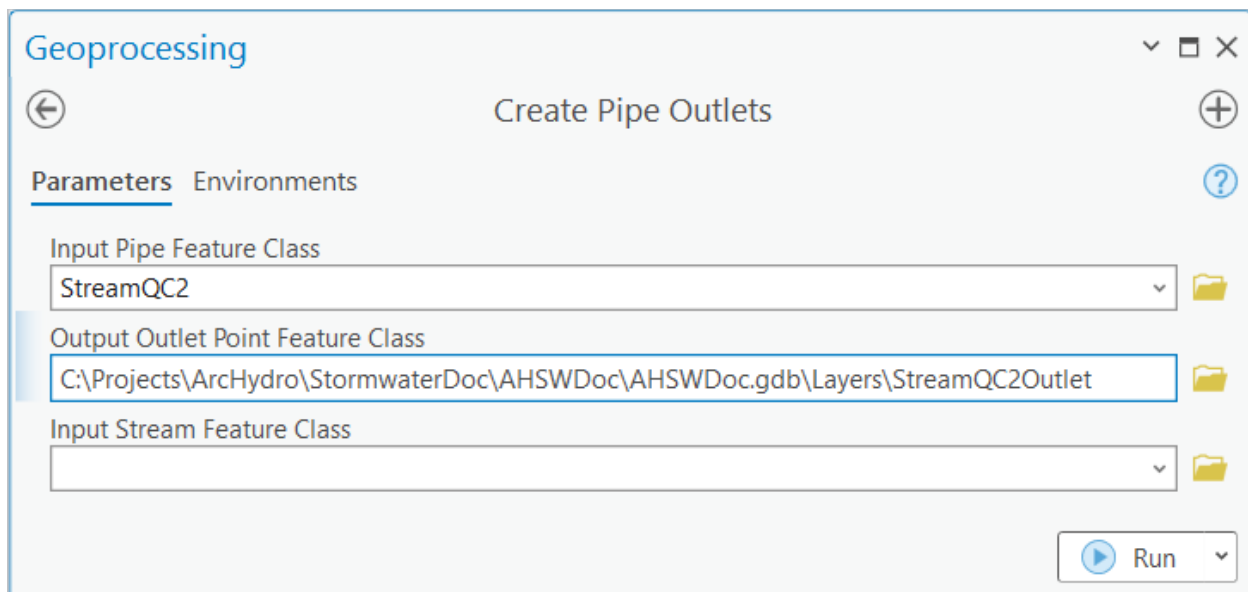 Geoprocessing
Create Pipe Outlets
Parameters Environments
Input Pipe Feature Class
StreamQC2
Output Outlet Point Feature Class
C:\Projects\ArcHydro\StormwaterDoc\AHSWDoc\AHSWDoc.gdb\Layers\StreamQC2Outlet
Input Stream Feature Class
Run